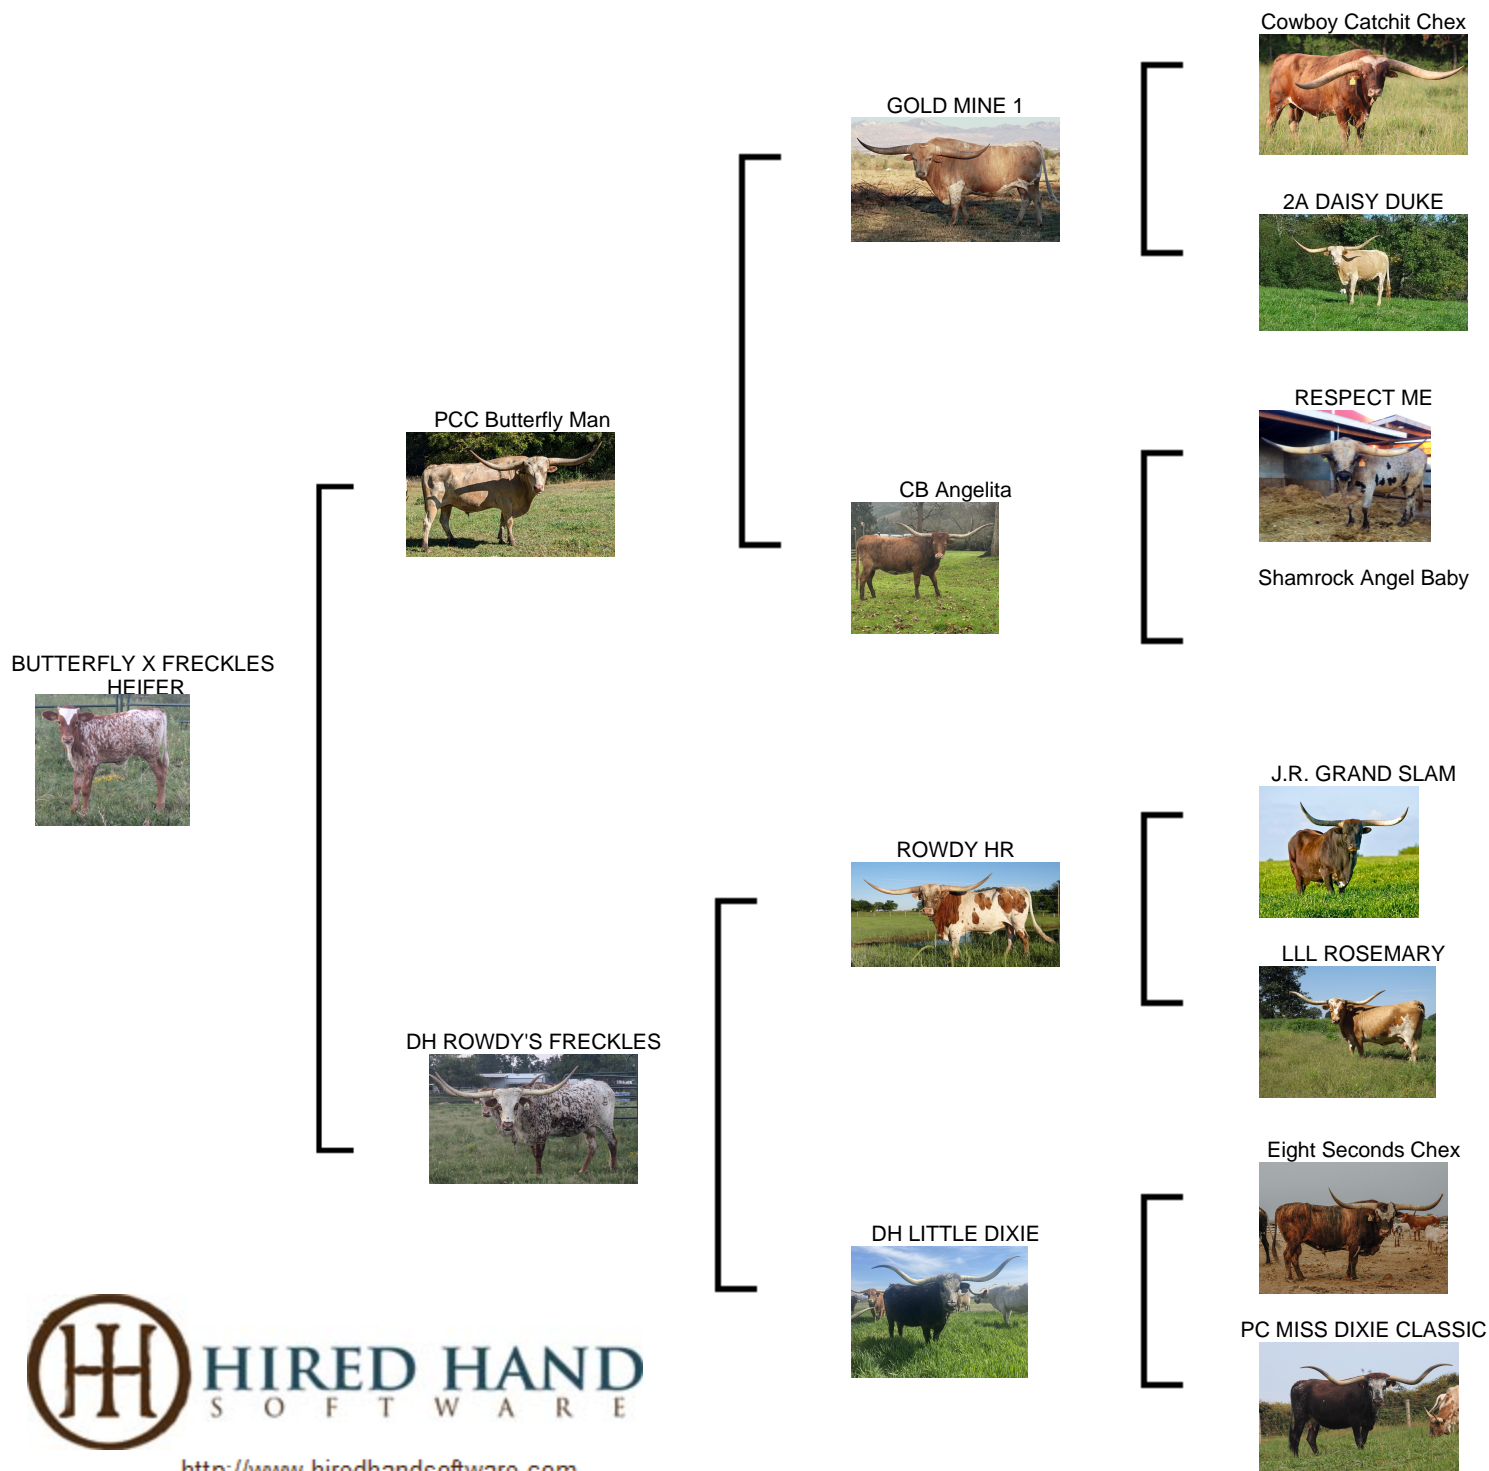 Cowboy Catchit Chex
GOLD MINE 1
2A DAISY DUKE
RESPECT ME
PCC Butterfly Man
CB Angelita
Shamrock Angel Baby
BUTTERFLY X FRECKLES
HEIFER
J.R. GRAND SLAM
ROWDY HR
LLL ROSEMARY
DH ROWDY'S FRECKLES
Eight Seconds Chex
DH LITTLE DIXIE
PC MISS DIXIE CLASSIC
HIRED HAND
SOFTWARE
http://www.hiredhandsoftware.com